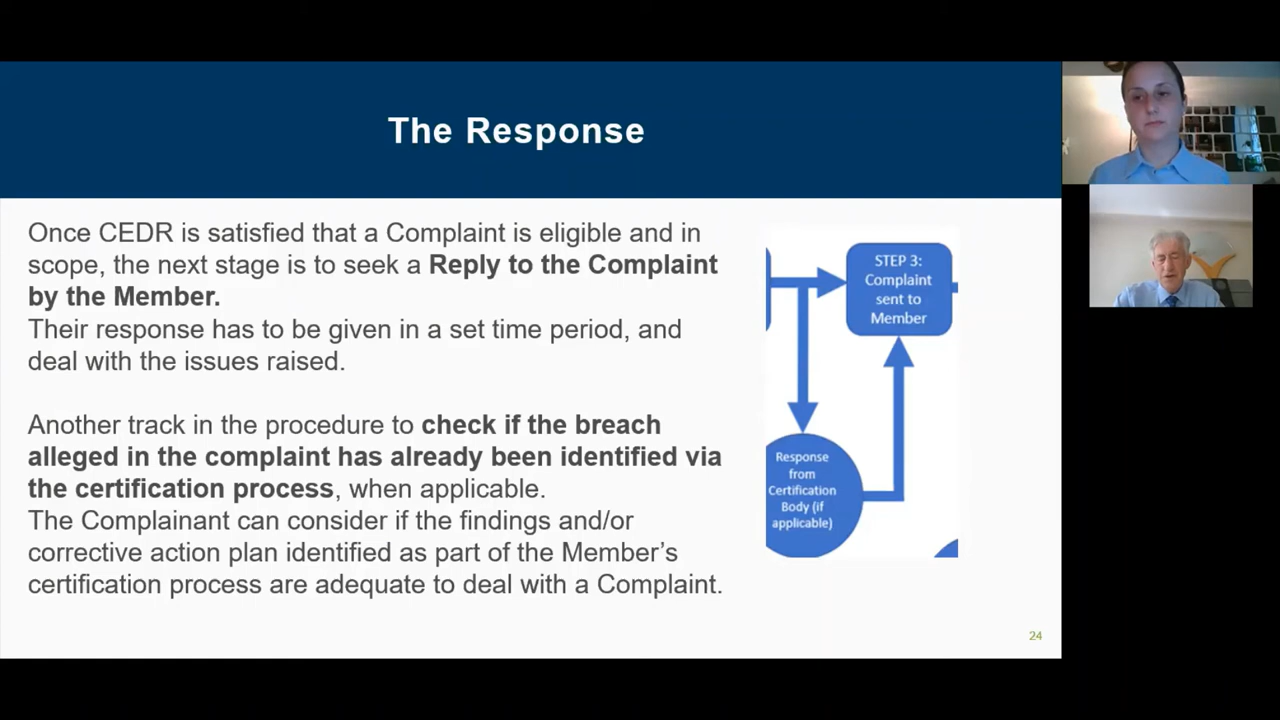 The Response
Once CEDR is satisfied that a Complaint is eligible and in
scope, the next stage is to seek a Reply to the Complaint
by the Member.
Their response has to be given in a set time period, and
deal with the issues raised.
Another track in the procedure to check if the breach
alleged in the complaint has already been identified via
the certification process, when applicable.
The Complainant can consider if the findings and/or
corrective action plan identified as part of the Member’s
certification process are adequate to deal with a Complaint.
STEP 3:
Complaint
sent to
Member
Response
from
Certification
Body (if
applicable)
24